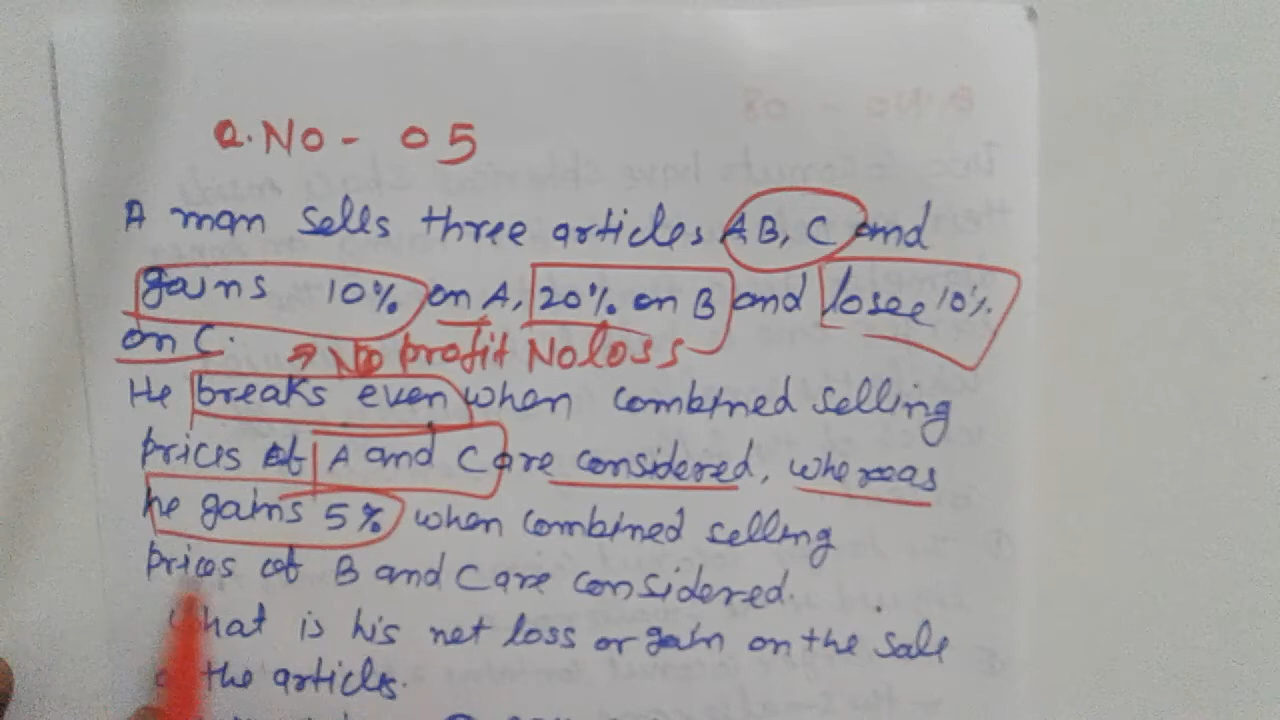 Q.No - 05
A man sells three articles AB, C and
gains 10% on A, 20% on B and losee 10%
on C. → No profit No loss
He breaks even when combined selling
prices of A and C are considered, whereas
he gains 5% when combined selling
prices of B and C are considered.
What is his net loss or gain on the sale
the articles.